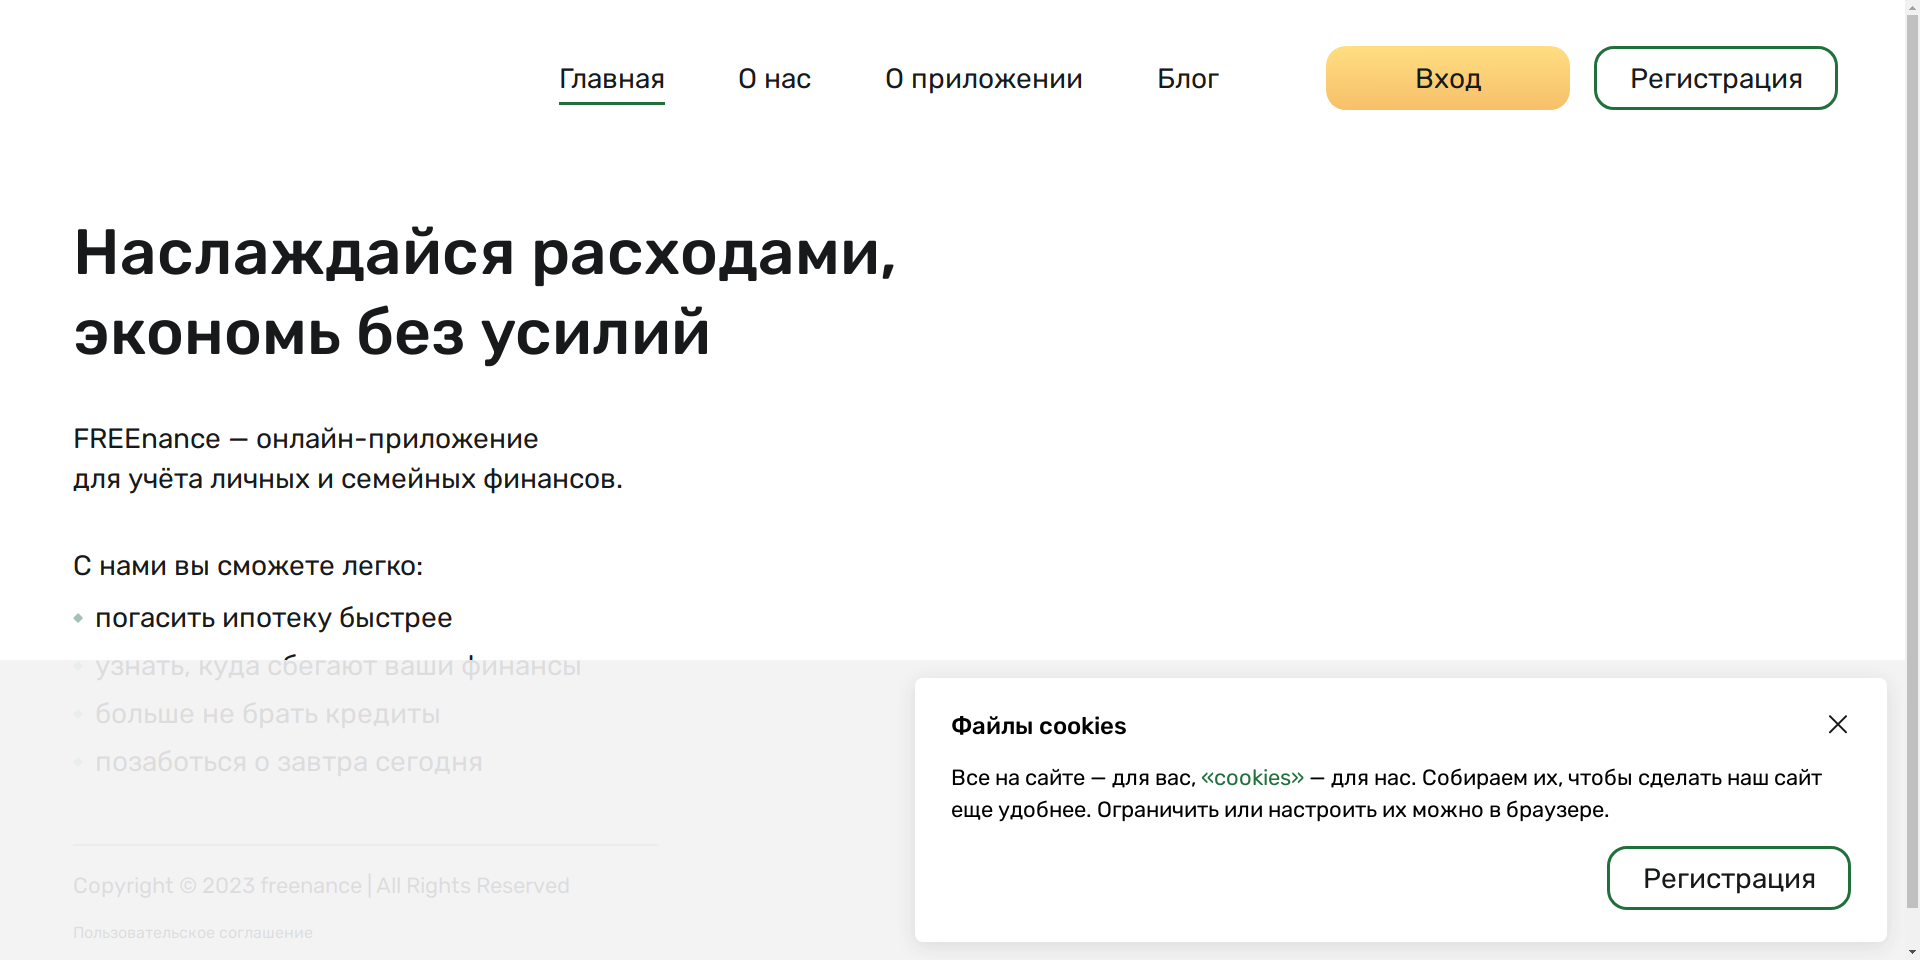 Главная О нас О приложении Блог Вход Регистрация
Наслаждайся расходами,
экономь без усилий
FREEnance — онлайн-приложение
для учёта личных и семейных финансов.
С нами вы сможете легко:
погасить ипотеку быстрее
узнать, куда сбегают ваши финансы
больше не брать кредиты
позаботься о завтра сегодня
Copyright © 2023 freenance | All Rights Reserved
Пользовательское соглашение
Файлы cookies
Все на сайте — для вас, «cookies» — для нас. Собираем их, чтобы сделать наш сайт
еще удобнее. Ограничить или настроить их можно в браузере.
Регистрация